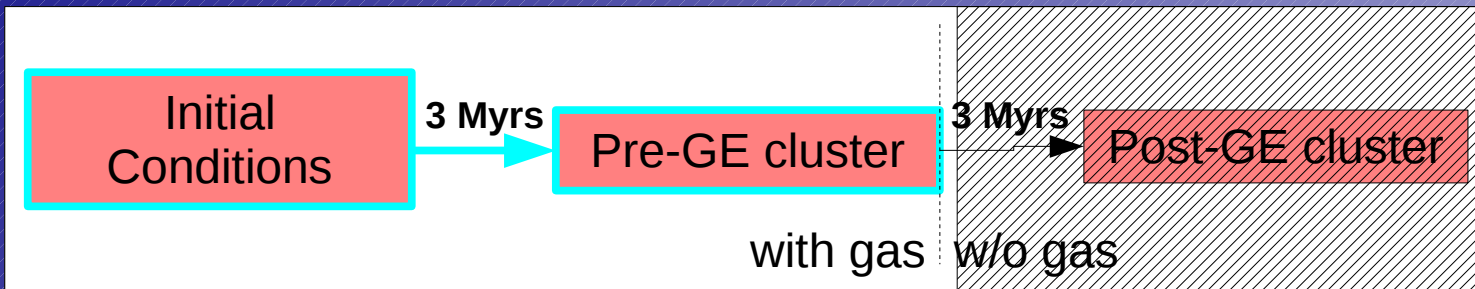 Initial
Conditions
3 Myrs
Pre-GE cluster
3 Myrs
Post-GE cluster
with gas
w/o gas